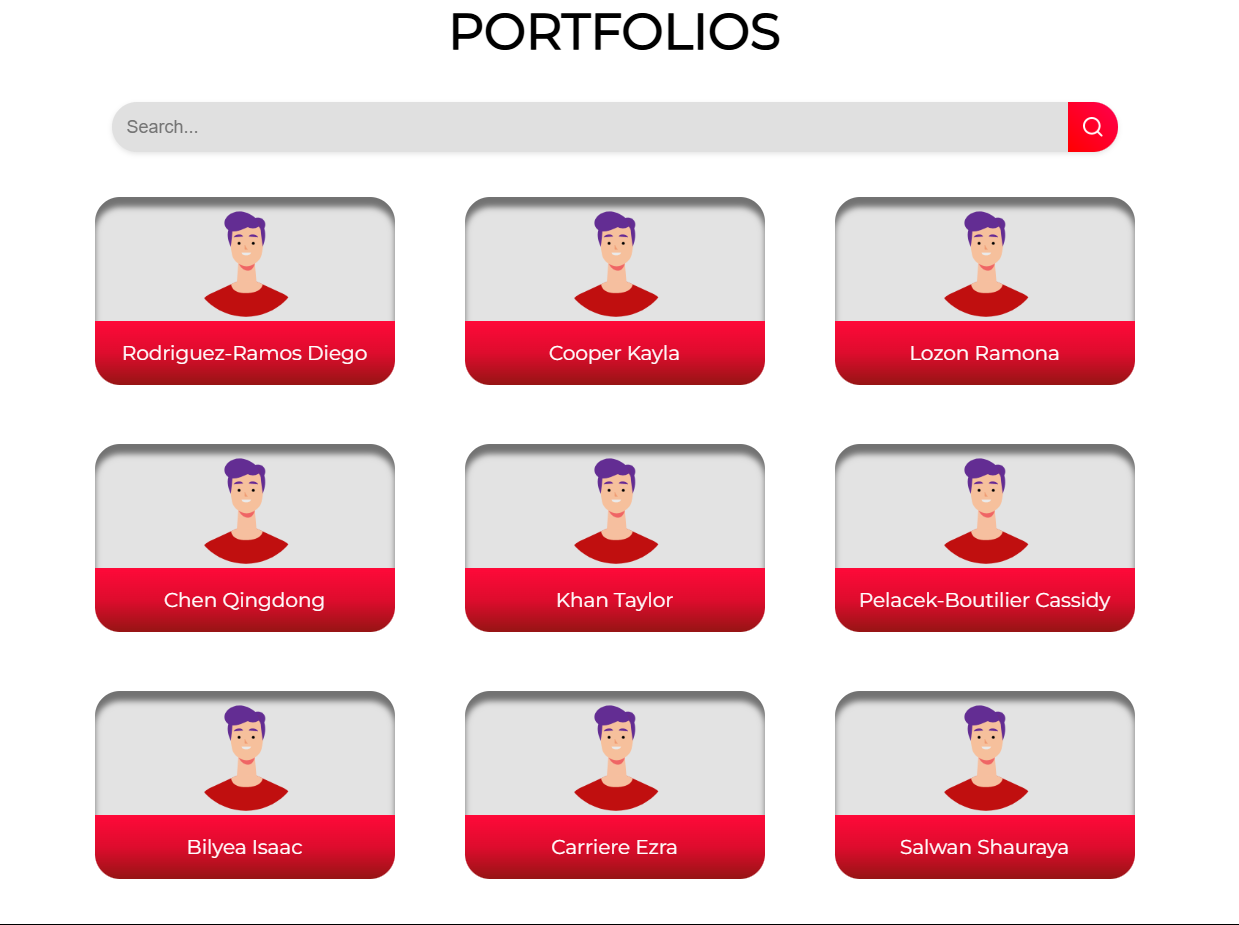 PORTFOLIOS
Search...
Rodriguez-Ramos Diego
Cooper Kayla
Lozon Ramona
Chen Qingdong
Khan Taylor
Pelacek-Boutilier Cassidy
Bilyea Isaac
Carriere Ezra
Salwan Shauraya